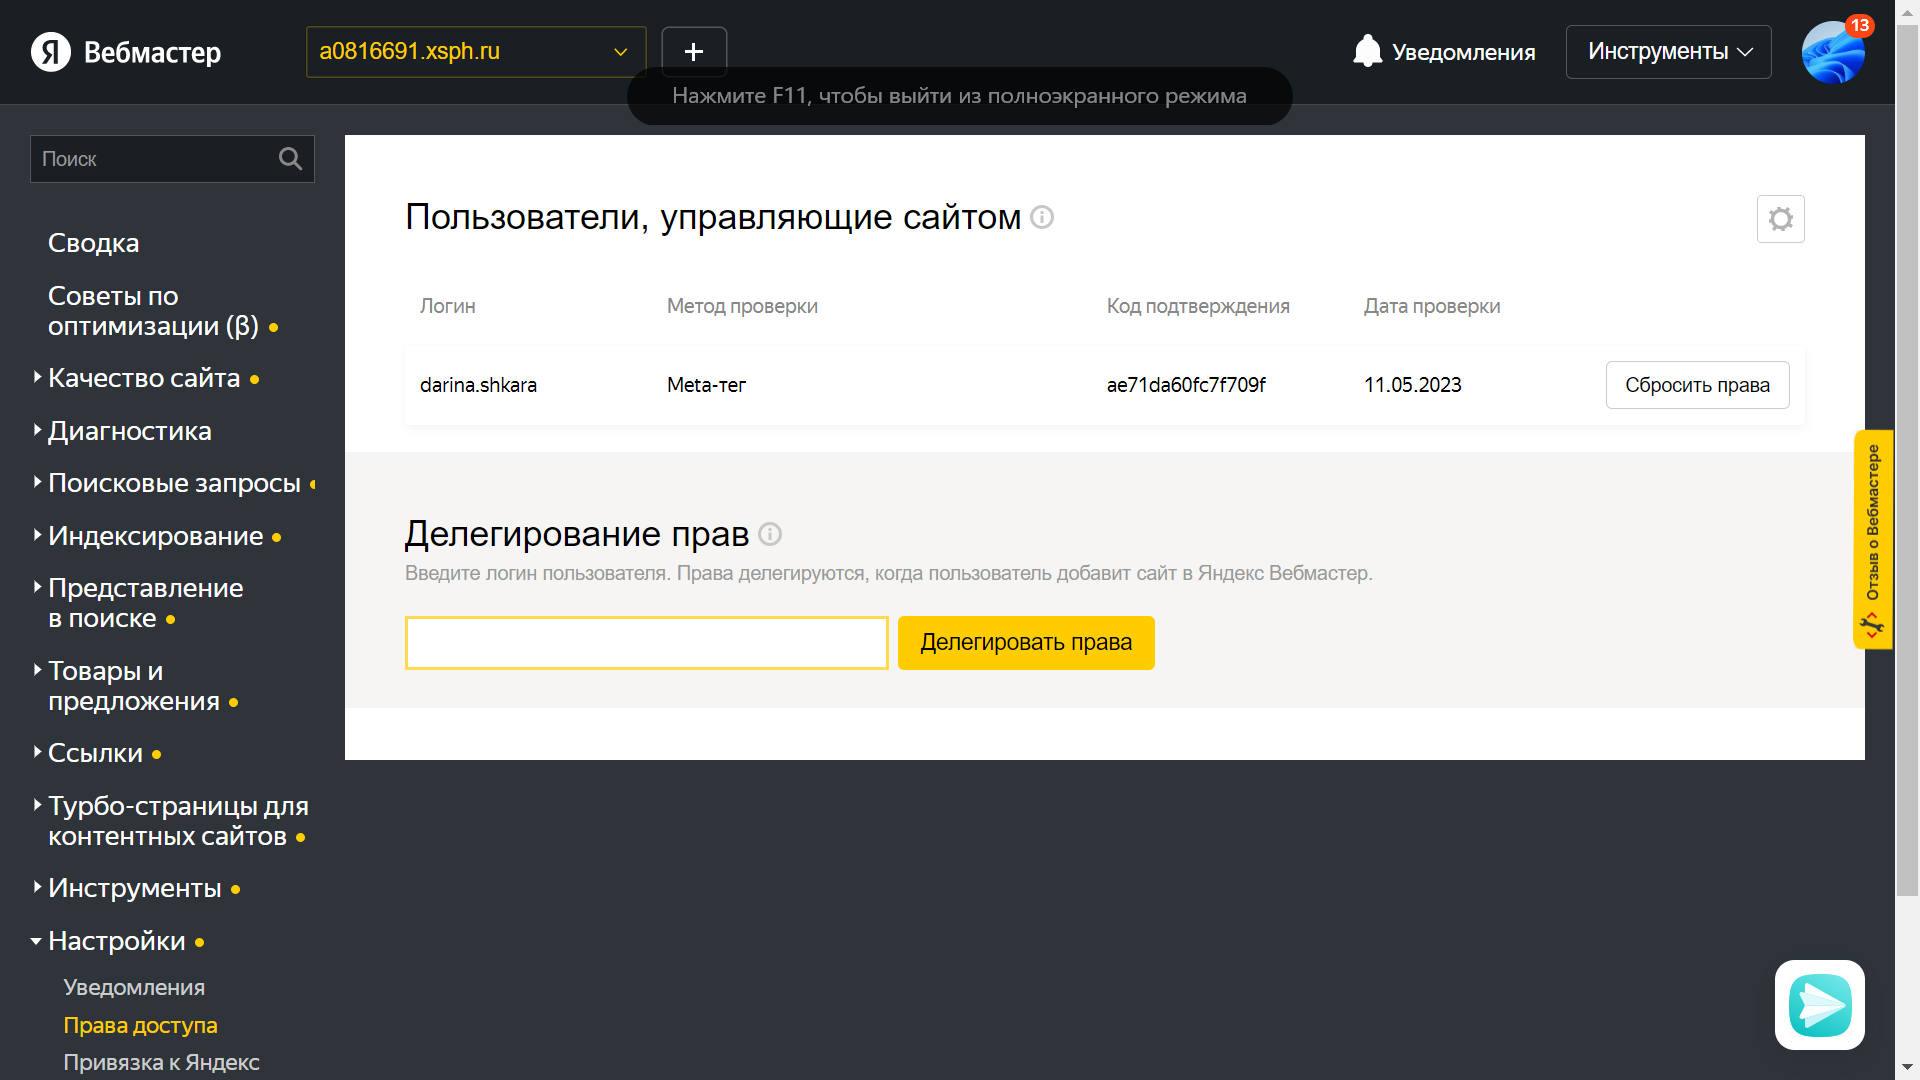 Я Вебмастер
a0816691.xsph.ru
+
Уведомления
Инструменты
13
Нажмите F11, чтобы выйти из полноэкранного режима
Поиск
Сводка
Советы по
оптимизации (β)
Качество сайта
Диагностика
Поисковые запросы
Индексирование
Представление
в поиске
Товары и
предложения
Ссылки
Турбо-страницы для
контентных сайтов
Инструменты
Настройки
Уведомления
Права доступа
Привязка к Яндекс
Пользователи, управляющие сайтом
Логин Метод проверки Код подтверждения Дата проверки
darina.shkara Meta-тег ae71da60fc7f709f 11.05.2023 Сбросить права
Делегирование прав
Введите логин пользователя. Права делегируются, когда пользователь добавит сайт в Яндекс Вебмастер.
Делегировать права
Отзыв о Вебмастере